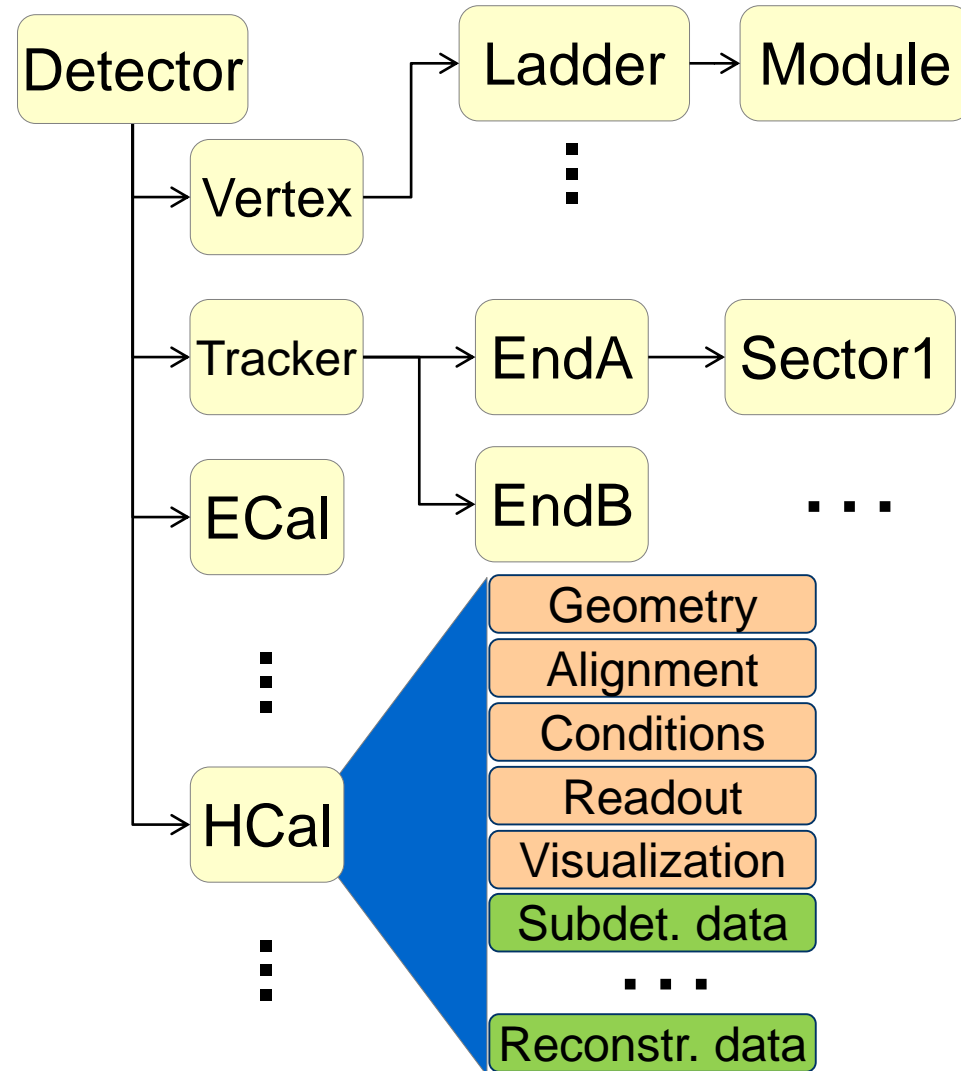 Detector
Ladder
Module
Vertex
Tracker
EndA
Sector1
ECal
EndB
. . .
HCal
Geometry
Alignment
Conditions
Readout
Visualization
Subdet. data
. . .
Reconstr. data